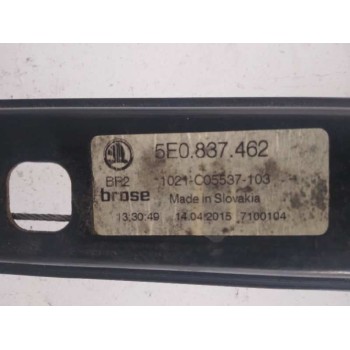 5E0.837.462
BR2 1021-C05537-103
brose Made in Slovakia
13:30:49 14.04.2015 7100104